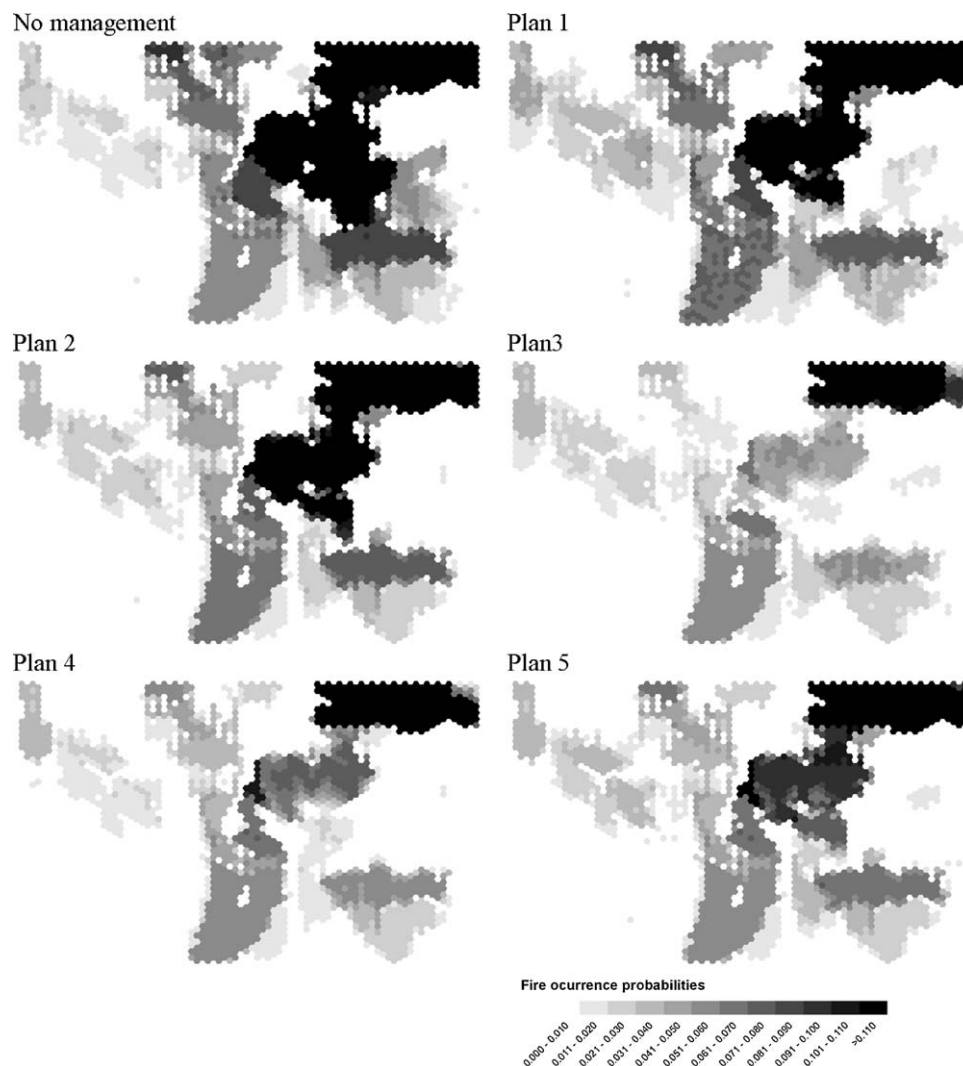 No management
Plan 1
Plan 2
Plan3
Plan 4
Plan 5
Fire ocurrence probabilities
0.000 - 0.010
0.011 - 0.020
0.021 - 0.030
0.031 - 0.040
0.041 - 0.050
0.051 - 0.060
0.061 - 0.070
0.071 - 0.080
0.081 - 0.090
0.091 - 0.100
0.101 - 0.110
>0.110